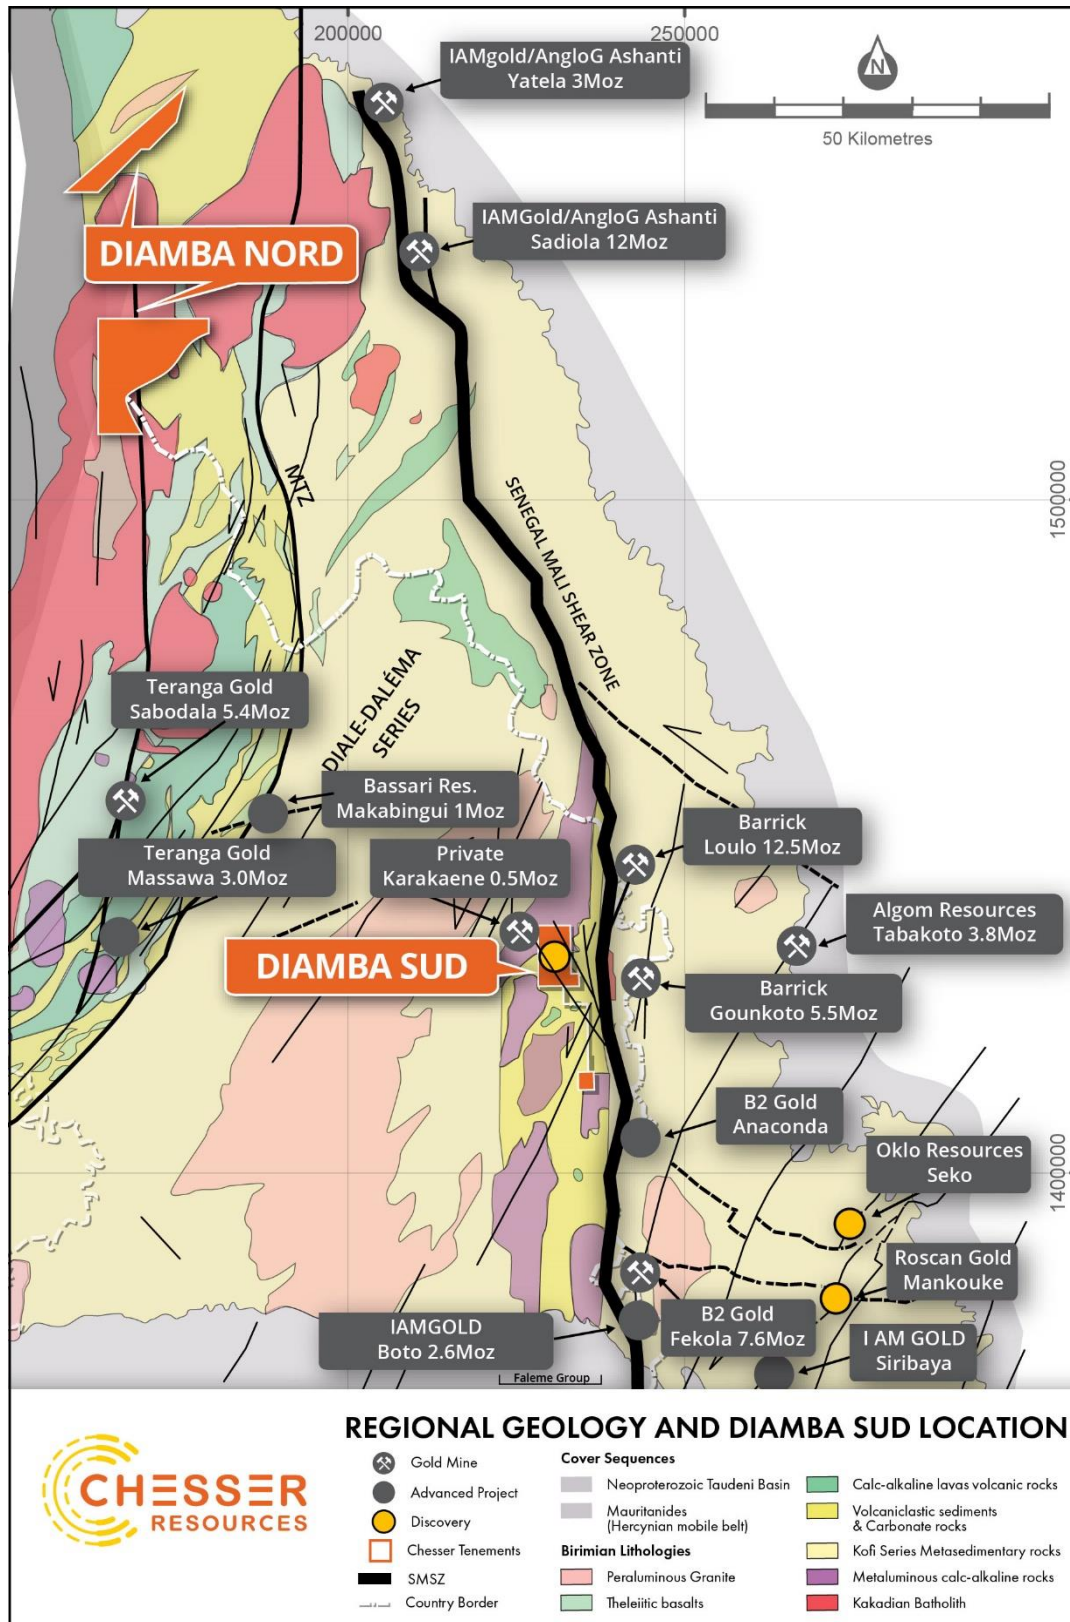 200000
250000
IAMgold/AngloG Ashanti
Yatela 3Moz
N
50 Kilometres
IAMGold/AngloG Ashanti
Sadiola 12Moz
DIAMBA NORD
MTZ
SENEGAL MALI SHEAR ZONE
1500000
DIALE-DALÉMA
SERIES
Teranga Gold
Sabodala 5.4Moz
Bassari Res.
Makabingui 1Moz
Teranga Gold
Massawa 3.0Moz
Private
Karakaene 0.5Moz
Barrick
Loulo 12.5Moz
Algom Resources
Tabakoto 3.8Moz
DIAMBA SUD
Barrick
Gounkoto 5.5Moz
B2 Gold
Anaconda
Oklo Resources
Seko
1400000
Roscan Gold
Mankouke
IAMGOLD
Boto 2.6Moz
B2 Gold
Fekola 7.6Moz
I AM GOLD
Siribaya
Faleme Group
CHESSER
RESOURCES
REGIONAL GEOLOGY AND DIAMBA SUD LOCATION
Gold Mine
Advanced Project
Discovery
Chesser Tenements
SMSZ
Country Border
Cover Sequences
Neoproterozoic Taudeni Basin
Mauritanides
(Hercynian mobile belt)
Birimian Lithologies
Peraluminous Granite
Theleiitic basalts
Calc-alkaline lavas volcanic rocks
Volcaniclastic sediments
& Carbonate rocks
Kofi Series Metasedimentary rocks
Metaluminous calc-alkaline rocks
Kakadian Batholith